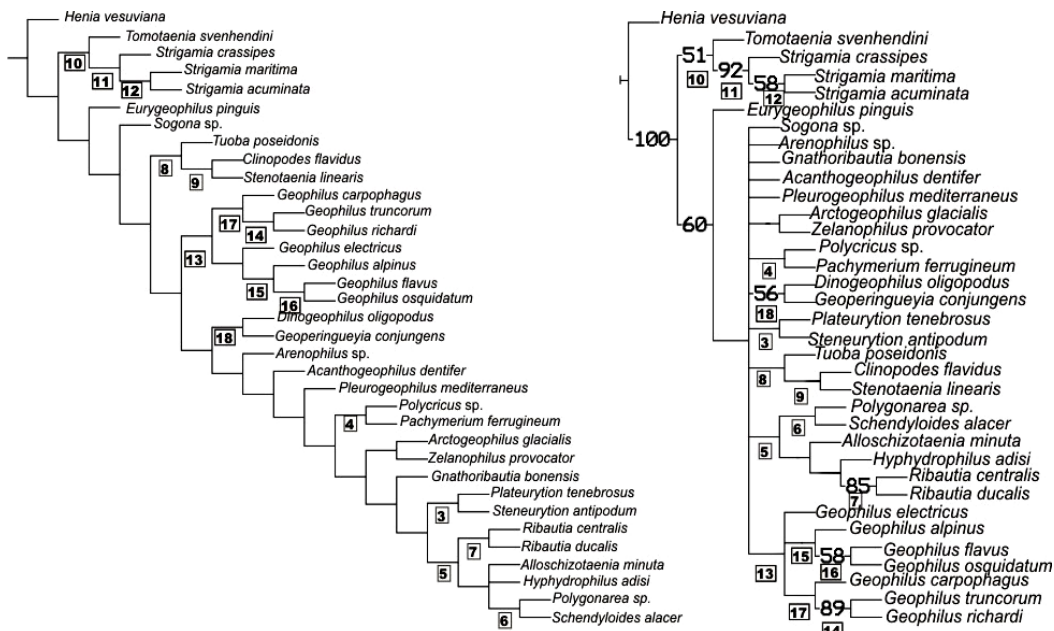 Henia vesuviana
Tomotaenia svenhendini
10
Strigamia crassipes
11
Strigamia maritima
12
Strigamia acuminata
Eurygeophilus pinguis
Sogona sp.
Tuoba poseidonis
8
Clinopodes flavidus
9
Stenotaenia linearis
Geophilus carpophagus
17
Geophilus truncorum
14
Geophilus richardi
13
Geophilus electricus
Geophilus alpinus
15
Geophilus flavus
16
Geophilus osquidatum
Dinogeophilus oligopodus
18
Geoperingueyia conjungens
Arenophilus sp.
Acanthogeophilus dentifer
Pleurogeophilus mediterraneus
Polycricus sp.
4
Pachymerium ferrugineum
Arctogeophilus glacialis
Zelanophilus provocator
Gnathoribautia bonensis
Plateurytion tenebrosus
3
Steneurytion antipodum
Ribautia centralis
7
Ribautia ducalis
5
Alloschizotaenia minuta
Hyphydrophilus adisi
Polygonarea sp.
6
Schendyloides alacer
Henia vesuviana
Tomotaenia svenhendini
51
10
Strigamia crassipes
92
11
Strigamia maritima
58
12
Strigamia acuminata
Eurygeophilus pinguis
Sogona sp.
100
Arenophilus sp.
Gnathoribautia bonensis
Acanthogeophilus dentifer
Pleurogeophilus mediterraneus
Arctogeophilus glacialis
60
Zelanophilus provocator
Polycricus sp.
4
Pachymerium ferrugineum
Dinogeophilus oligopodus
56
Geoperingueyia conjungens
18
Plateurytion tenebrosus
3
Steneurytion antipodum
Tuoba poseidonis
8
Clinopodes flavidus
9
Stenotaenia linearis
Polygonarea sp.
6
Schendyloides alacer
5
Alloschizotaenia minuta
Hyphydrophilus adisi
Ribautia centralis
85
7
Ribautia ducalis
Geophilus electricus
Geophilus alpinus
15
Geophilus flavus
58
16
Geophilus osquidatum
13
Geophilus carpophagus
17
Geophilus truncorum
89
Geophilus richardi
14